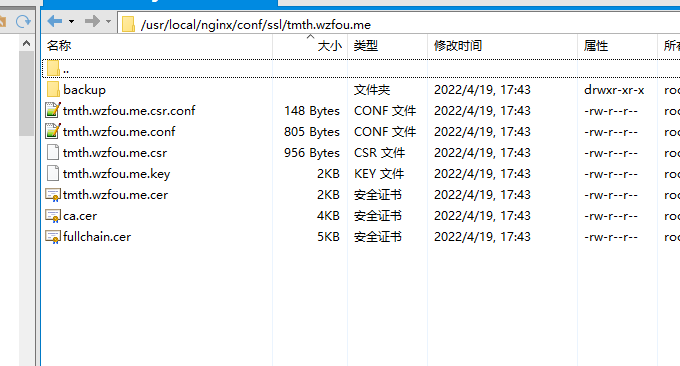 /usr/local/nginx/conf/ssl/tmth.wzfou.me
名称 大小 类型 修改时间 属性 所
..
backup 文件夹 2022/4/19, 17:43 drwxr-xr-x roo
tmth.wzfou.me.csr.conf 148 Bytes CONF 文件 2022/4/19, 17:43 -rw-r--r-- roo
tmth.wzfou.me.conf 805 Bytes CONF 文件 2022/4/19, 17:43 -rw-r--r-- roo
tmth.wzfou.me.csr 956 Bytes CSR 文件 2022/4/19, 17:43 -rw-r--r-- roo
tmth.wzfou.me.key 2KB KEY 文件 2022/4/19, 17:43 -rw-r--r-- roo
tmth.wzfou.me.cer 2KB 安全证书 2022/4/19, 17:43 -rw-r--r-- roo
ca.cer 4KB 安全证书 2022/4/19, 17:43 -rw-r--r-- roo
fullchain.cer 5KB 安全证书 2022/4/19, 17:43 -rw-r--r-- roo